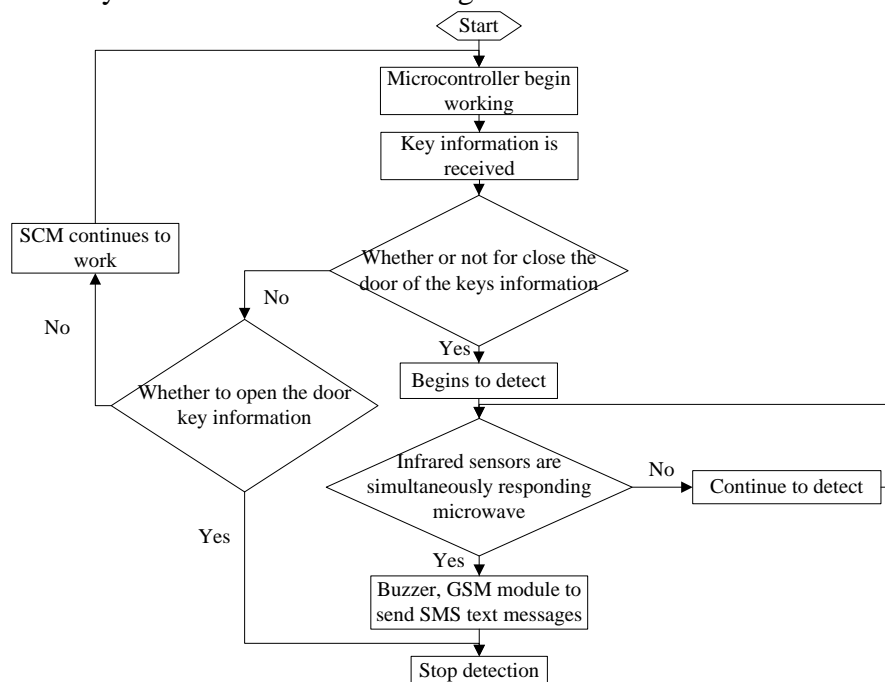 Start
Microcontroller begin
working
Key information is
received
SCM continues to
work
Whether or not for close the
door of the keys information
No
No
Yes
Whether to open the door
key information
Begins to detect
Infrared sensors are
simultaneously responding
microwave
No
Continue to detect
Yes
Yes
Buzzer, GSM module to
send SMS text messages
Stop detection